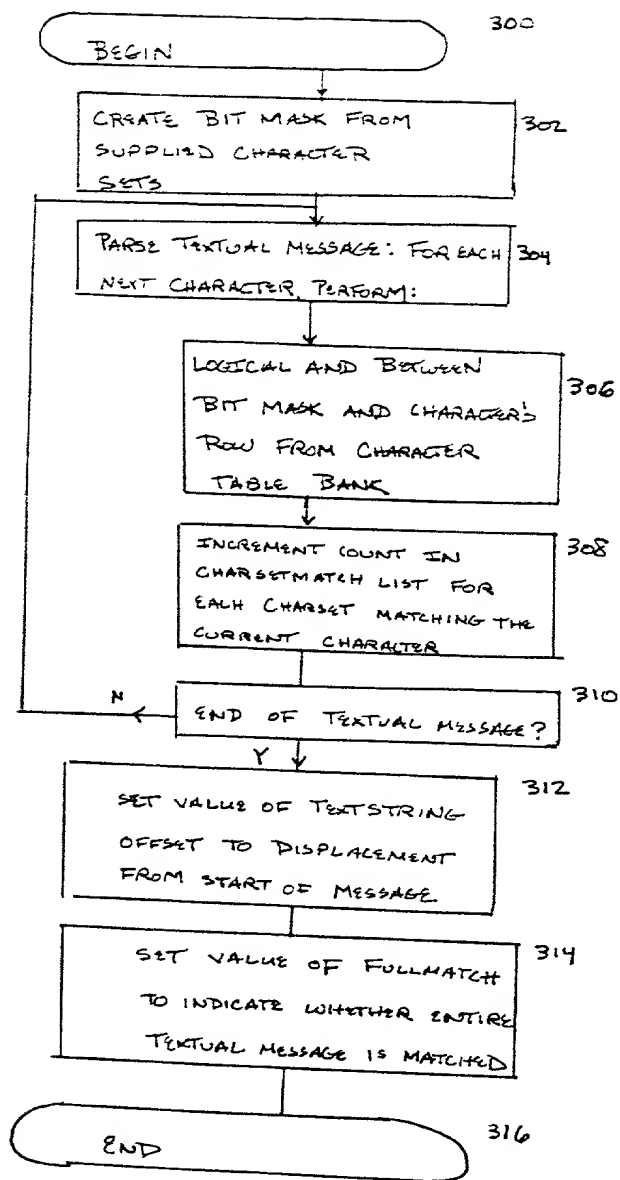 300
BEGIN
CREATE BIT MASK FROM
SUPPLIED CHARACTER
SETS
302
PARSE TEXTUAL MESSAGE: FOR EACH
NEXT CHARACTER, PERFORM:
304
LOGICAL AND BETWEEN
BIT MASK AND CHARACTER'S
ROW FROM CHARACTER
TABLE BANK
306
INCREMENT COUNT IN
CHARSETMATCH LIST FOR
EACH CHARSET MATCHING THE
CURRENT CHARACTER
308
END OF TEXTUAL MESSAGE?
310
N
Y
SET VALUE OF TEXTSTRING
OFFSET TO DISPLACEMENT
FROM START OF MESSAGE
312
SET VALUE OF FULLMATCH
TO INDICATE WHETHER ENTIRE
TEXTUAL MESSAGE IS MATCHED
314
END
316